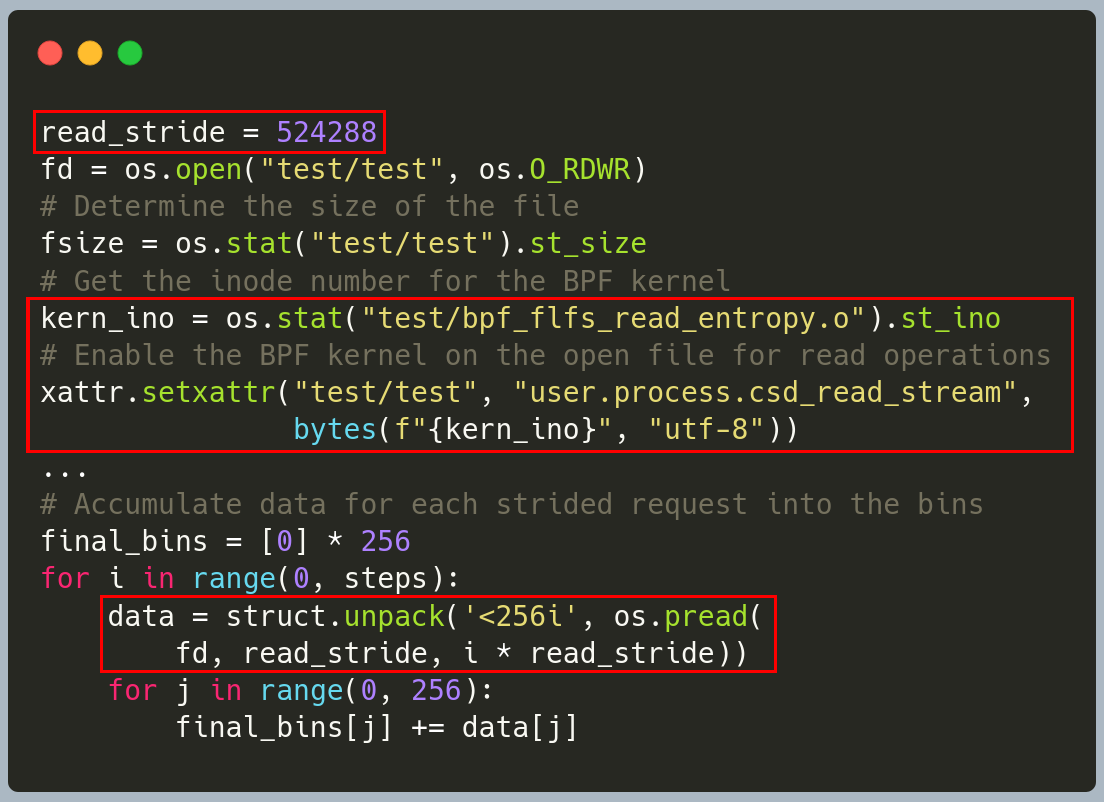 read_stride = 524288
fd = os.open("test/test", os.O_RDWR)
# Determine the size of the file
fsize = os.stat("test/test").st_size
# Get the inode number for the BPF kernel
kern_ino = os.stat("test/bpf_flfs_read_entropy.o").st_ino
# Enable the BPF kernel on the open file for read operations
xattr.setxattr("test/test", "user.process.csd_read_stream",
               bytes(f"{kern_ino}", "utf-8"))
...
# Accumulate data for each strided request into the bins
final_bins = [0] * 256
for i in range(0, steps):
    data = struct.unpack('<256i', os.pread(
        fd, read_stride, i * read_stride))
    for j in range(0, 256):
        final_bins[j] += data[j]